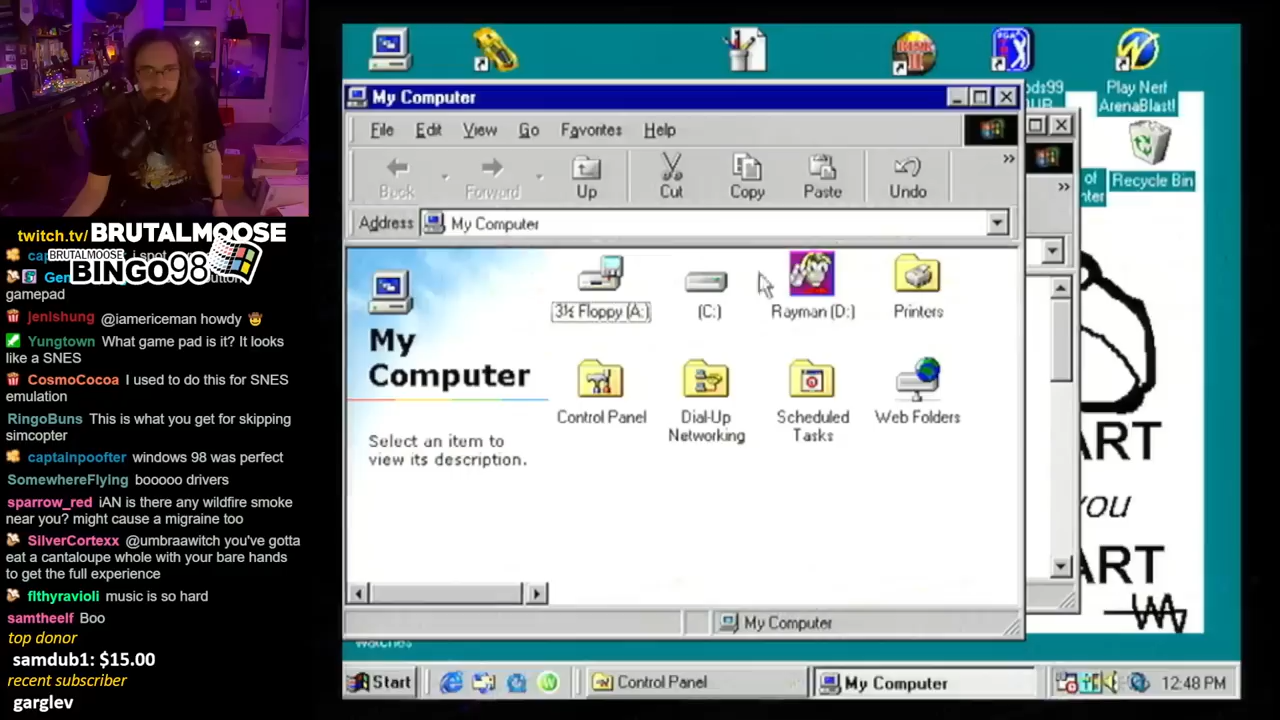 twitch.tv/BRUTALMOOSE
BRUTALMOOSE
BINGO98
gamepad
jenishung @iamericeman howdy 🤠
Yungtown What game pad is it? It looks
like a SNES
CosmoCocoa I used to do this for SNES
emulation
RingoBuns This is what you get for skipping
simcopter
captainpoofter windows 98 was perfect
SomewhereFlying booooo drivers
sparrow_red iAN is there any wildfire smoke
near you? might cause a migraine too
SilverCortexx @umbraawitch you've gotta
eat a cantaloupe whole with your bare hands
to get the full experience
flthyravioli music is so hard
samtheelf Boo
top donor
samdub1: $15.00
recent subscriber
garglev
Play Nerf
ArenaBlast!
Recycle Bin
My Computer
File Edit View Go Favorites Help
Back Forward Up Cut Copy Paste Undo
Address My Computer
My
Computer
Select an item to
view its description.
3½ Floppy (A:) (C:) Rayman (D:) Printers
Control Panel Dial-Up
Networking Scheduled
Tasks Web Folders
My Computer
ART
you
ART
Start Control Panel My Computer 12:48 PM